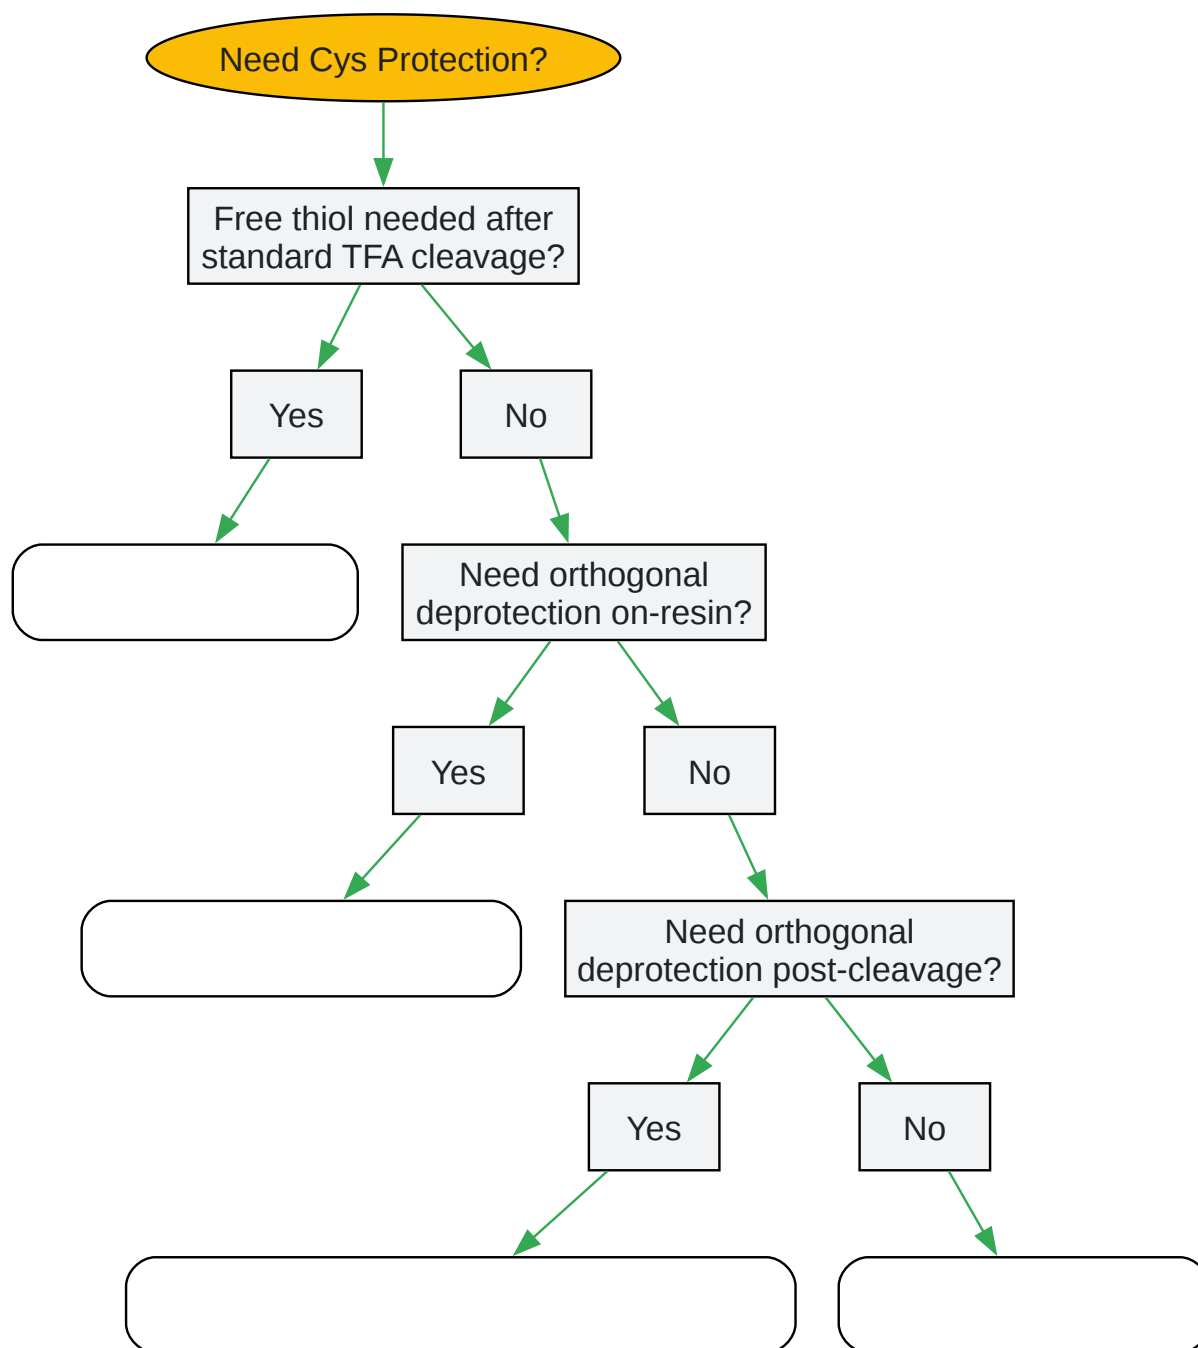 Need Cys Protection?
Free thiol needed after
standard TFA cleavage?
Yes
No
Need orthogonal
deprotection on-resin?
Yes
No
Need orthogonal
deprotection post-cleavage?
Yes
No